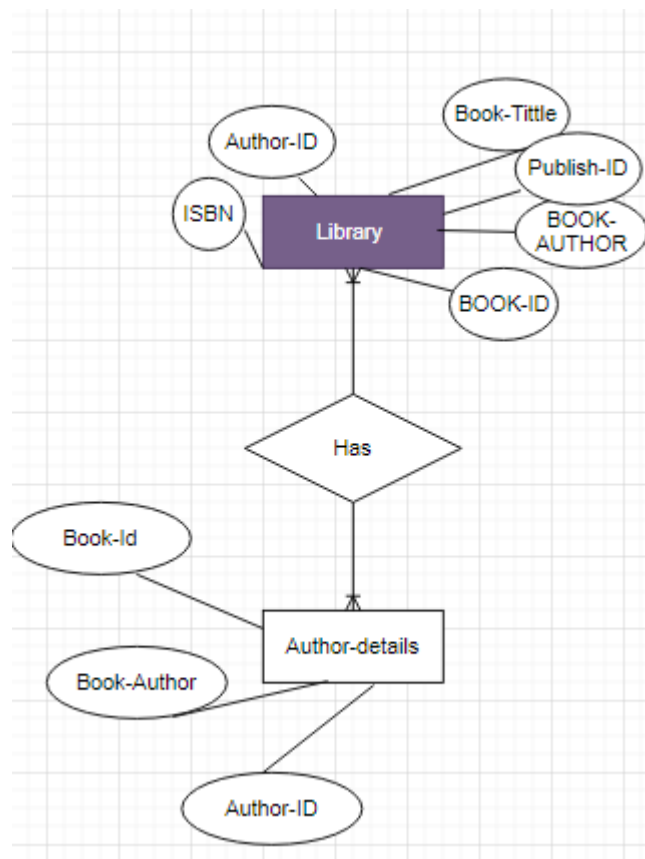 Book-Tittle
Author-ID
Publish-ID
ISBN
Library
BOOK-
AUTHOR
BOOK-ID
Has
Book-Id
Author-details
Book-Author
Author-ID